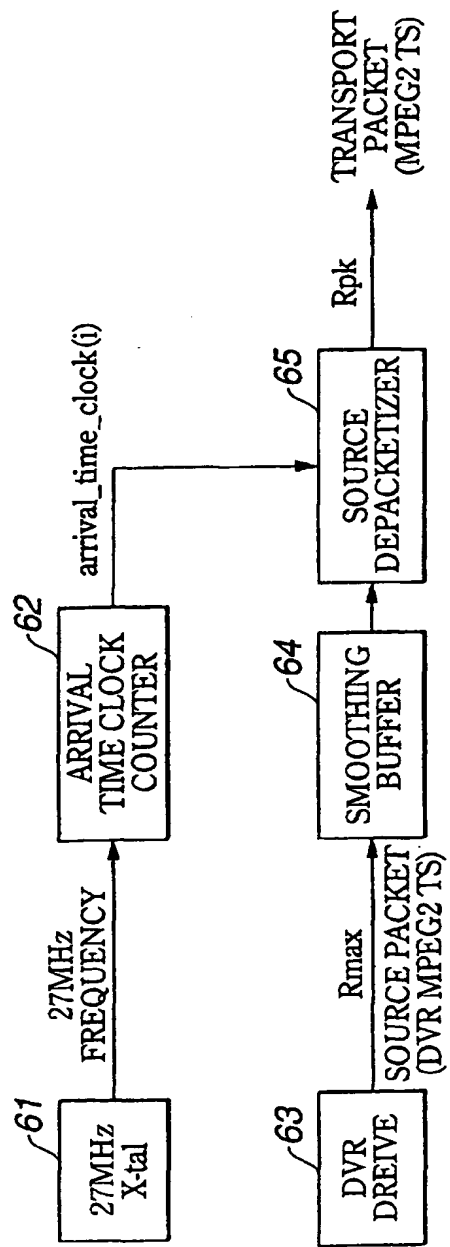 61
27MHz
X-tal
27MHz
FREQUENCY
62
ARRIVAL
TIME CLOCK
COUNTER
arrival_time_clock(i)
63
DVR
DREIVE
Rmax
SOURCE PACKET
(DVR MPEG2 TS)
64
SMOOTHING
BUFFER
65
SOURCE
DEPACKETIZER
Rpk
TRANSPORT
PACKET
(MPEG2 TS)